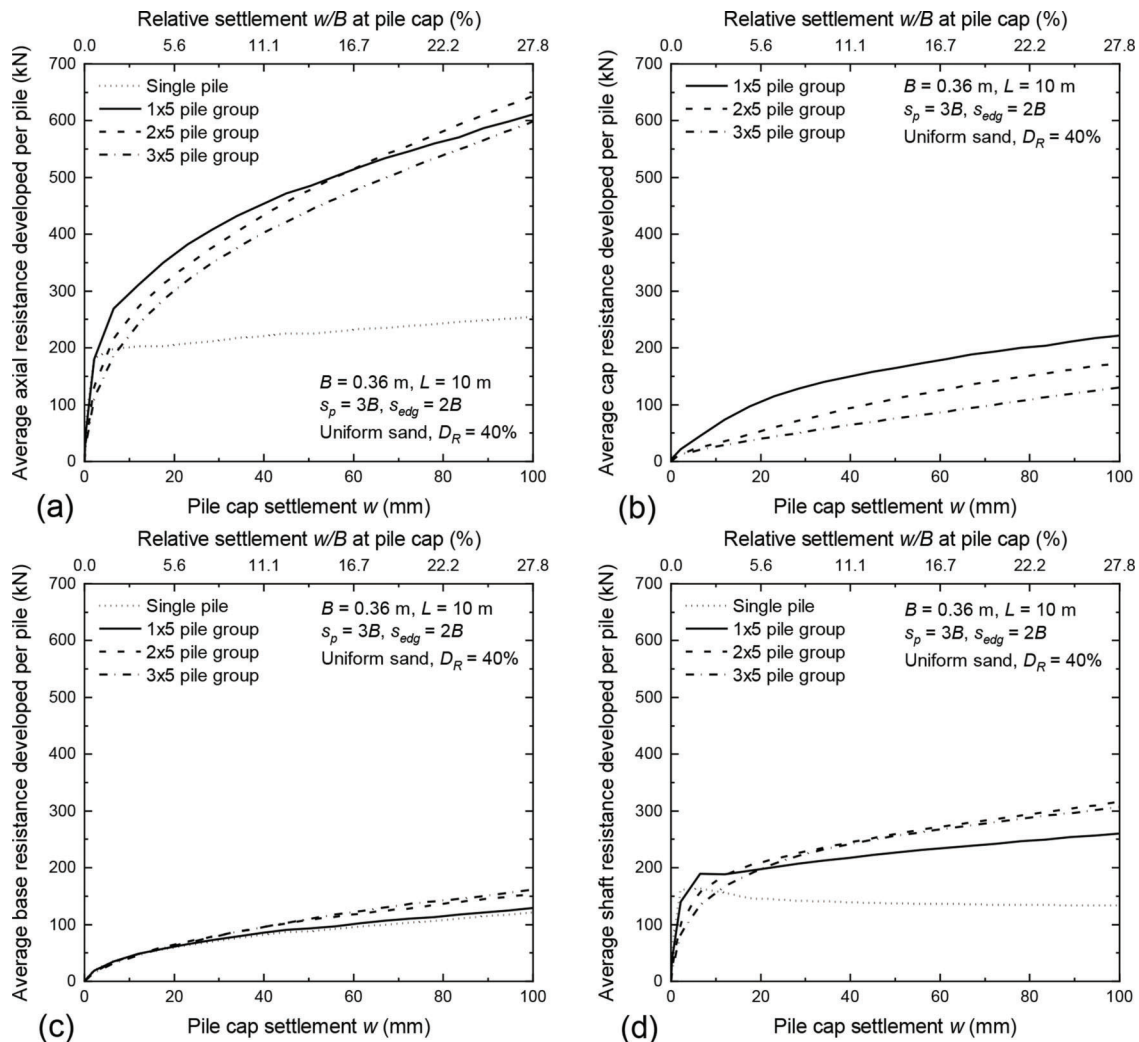 Relative settlement w/B at pile cap (%)
0.0 5.6 11.1 16.7 22.2 27.8
Average axial resistance developed per pile (kN)
700
600
500
400
300
200
100
0
Single pile
1x5 pile group
2x5 pile group
3x5 pile group
B = 0.36 m, L = 10 m
s_p = 3B, s_edg = 2B
Uniform sand, D_R = 40%
0 20 40 60 80 100
Pile cap settlement w (mm)
(a)
Relative settlement w/B at pile cap (%)
0.0 5.6 11.1 16.7 22.2 27.8
Average cap resistance developed per pile (kN)
700
600
500
400
300
200
100
0
1x5 pile group
2x5 pile group
3x5 pile group
B = 0.36 m, L = 10 m
s_p = 3B, s_edg = 2B
Uniform sand, D_R = 40%
0 20 40 60 80 100
Pile cap settlement w (mm)
(b)
Relative settlement w/B at pile cap (%)
0.0 5.6 11.1 16.7 22.2 27.8
Average base resistance developed per pile (kN)
700
600
500
400
300
200
100
0
Single pile
1x5 pile group
2x5 pile group
3x5 pile group
B = 0.36 m, L = 10 m
s_p = 3B, s_edg = 2B
Uniform sand, D_R = 40%
0 20 40 60 80 100
Pile cap settlement w (mm)
(c)
Relative settlement w/B at pile cap (%)
0.0 5.6 11.1 16.7 22.2 27.8
Average shaft resistance developed per pile (kN)
700
600
500
400
300
200
100
0
Single pile
1x5 pile group
2x5 pile group
3x5 pile group
B = 0.36 m, L = 10 m
s_p = 3B, s_edg = 2B
Uniform sand, D_R = 40%
0 20 40 60 80 100
Pile cap settlement w (mm)
(d)